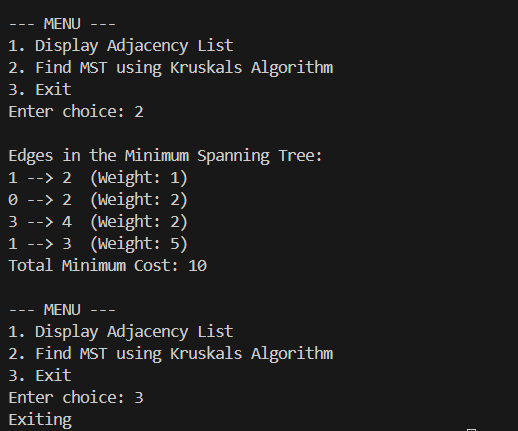 --- MENU ---
1. Display Adjacency List
2. Find MST using Kruskals Algorithm
3. Exit
Enter choice: 2
Edges in the Minimum Spanning Tree:
1 --> 2  (Weight: 1)
0 --> 2  (Weight: 2)
3 --> 4  (Weight: 2)
1 --> 3  (Weight: 5)
Total Minimum Cost: 10
--- MENU ---
1. Display Adjacency List
2. Find MST using Kruskals Algorithm
3. Exit
Enter choice: 3
Exiting